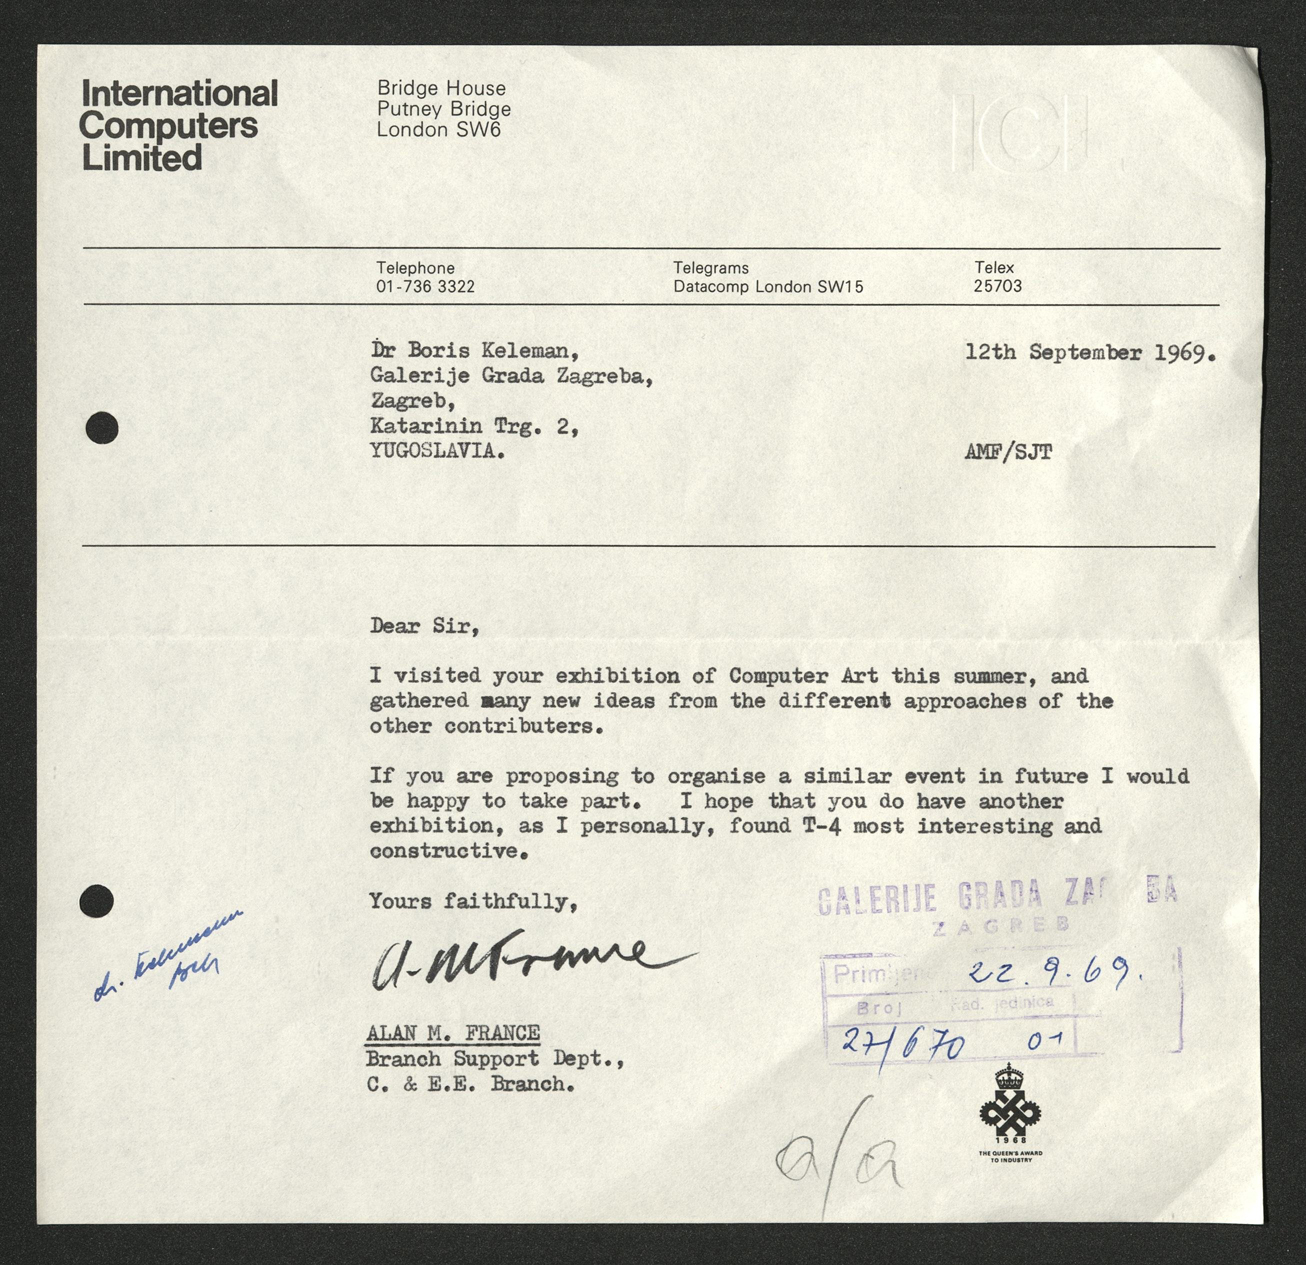 International
Computers
Limited
Bridge House
Putney Bridge
London SW6
ICL
Telephone
01-736 3322
Telegrams
Datacomp London SW15
Telex
25703
Dr Boris Keleman,
Galerije Grada Zagreba,
Zagreb,
Katarinin Trg. 2,
YUGOSLAVIA.
12th September 1969.
AMF/SJT
Dear Sir,
I visited your exhibition of Computer Art this summer, and
gathered many new ideas from the different approaches of the
other contributers.
If you are proposing to organise a similar event in future I would
be happy to take part. I hope that you do have another
exhibition, as I personally, found T-4 most interesting and
constructive.
Yours faithfully,
A. M France
ALAN M. FRANCE
Branch Support Dept.,
C. & E.E. Branch.
dr.
GALERIJE GRADA
ZAGREB
Primljeno 22.9.69.
Broj Rad. jedinica
27/670 01
a/a
1968
THE QUEEN'S AWARD
TO INDUSTRY